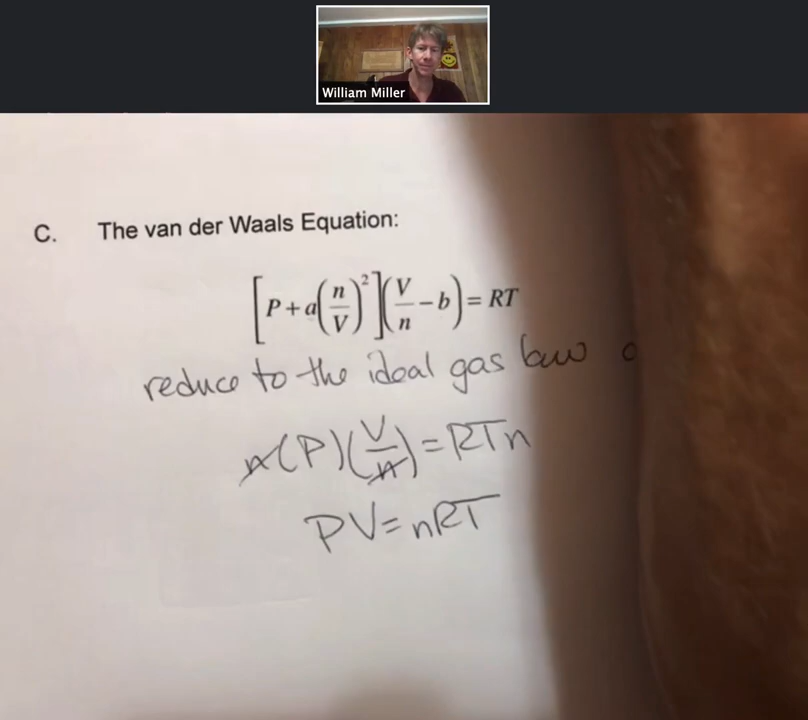 William Miller
C. The van der Waals Equation:
[P + a(n/V)²](V/n − b) = RT
reduce to the ideal gas law
n(P)(V/n) = RTn
PV = nRT